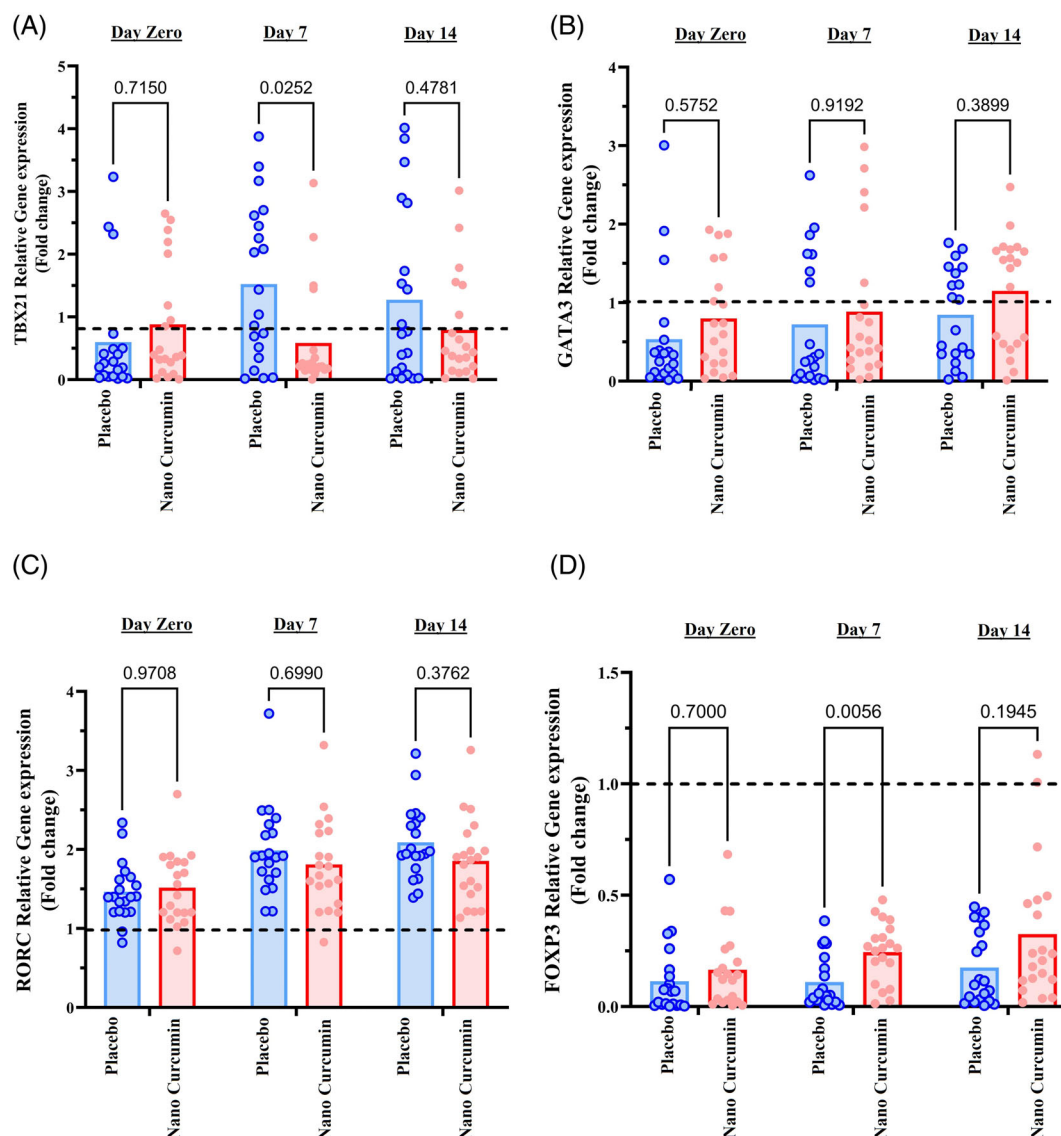 (A)
Day Zero Day 7 Day 14
TBX21 Relative Gene expression
(Fold change)
5
4
3
2
1
0
0.7150 0.0252 0.4781
Placebo
Nano Curcumin
Placebo
Nano Curcumin
Placebo
Nano Curcumin
(B)
Day Zero Day 7 Day 14
GATA3 Relative Gene expression
(Fold change)
4
3
2
1
0
0.5752 0.9192 0.3899
Placebo
Nano Curcumin
Placebo
Nano Curcumin
Placebo
Nano Curcumin
(C)
Day Zero Day 7 Day 14
RORC Relative Gene expression
(Fold change)
4
3
2
1
0
0.9708 0.6990 0.3762
Placebo
Nano Curcumin
Placebo
Nano Curcumin
Placebo
Nano Curcumin
(D)
Day Zero Day 7 Day 14
FOXP3 Relative Gene expression
(Fold change)
1.5
1.0
0.5
0.0
0.7000 0.0056 0.1945
Placebo
Nano Curcumin
Placebo
Nano Curcumin
Placebo
Nano Curcumin